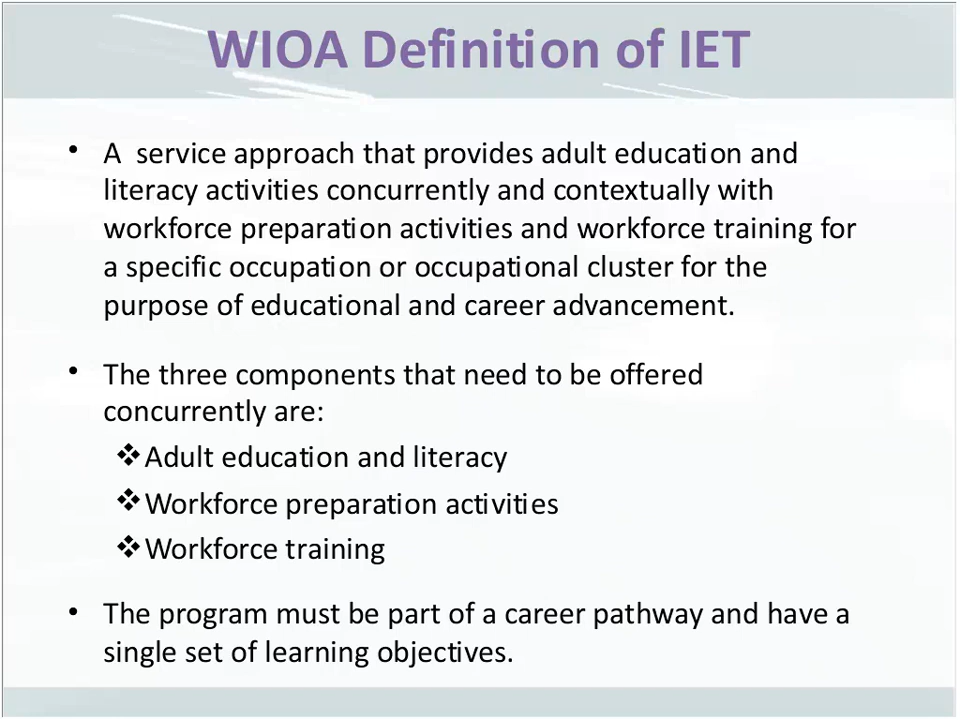 WIOA Definition of IET
• A  service approach that provides adult education and
literacy activities concurrently and contextually with
workforce preparation activities and workforce training for
a specific occupation or occupational cluster for the
purpose of educational and career advancement.
• The three components that need to be offered
concurrently are:
❖Adult education and literacy
❖Workforce preparation activities
❖Workforce training
• The program must be part of a career pathway and have a
single set of learning objectives.